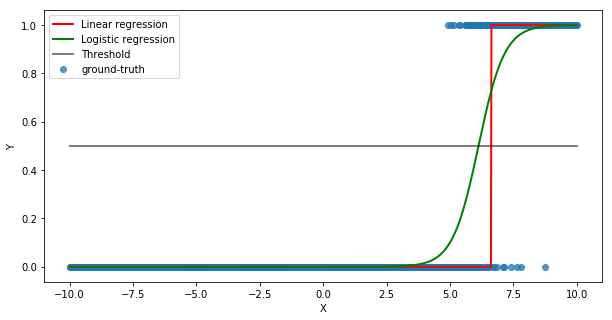 Linear regression
Logistic regression
Threshold
ground-truth
1.0
0.8
0.6
0.4
0.2
0.0
Y
−10.0 −7.5 −5.0 −2.5 0.0 2.5 5.0 7.5 10.0
X